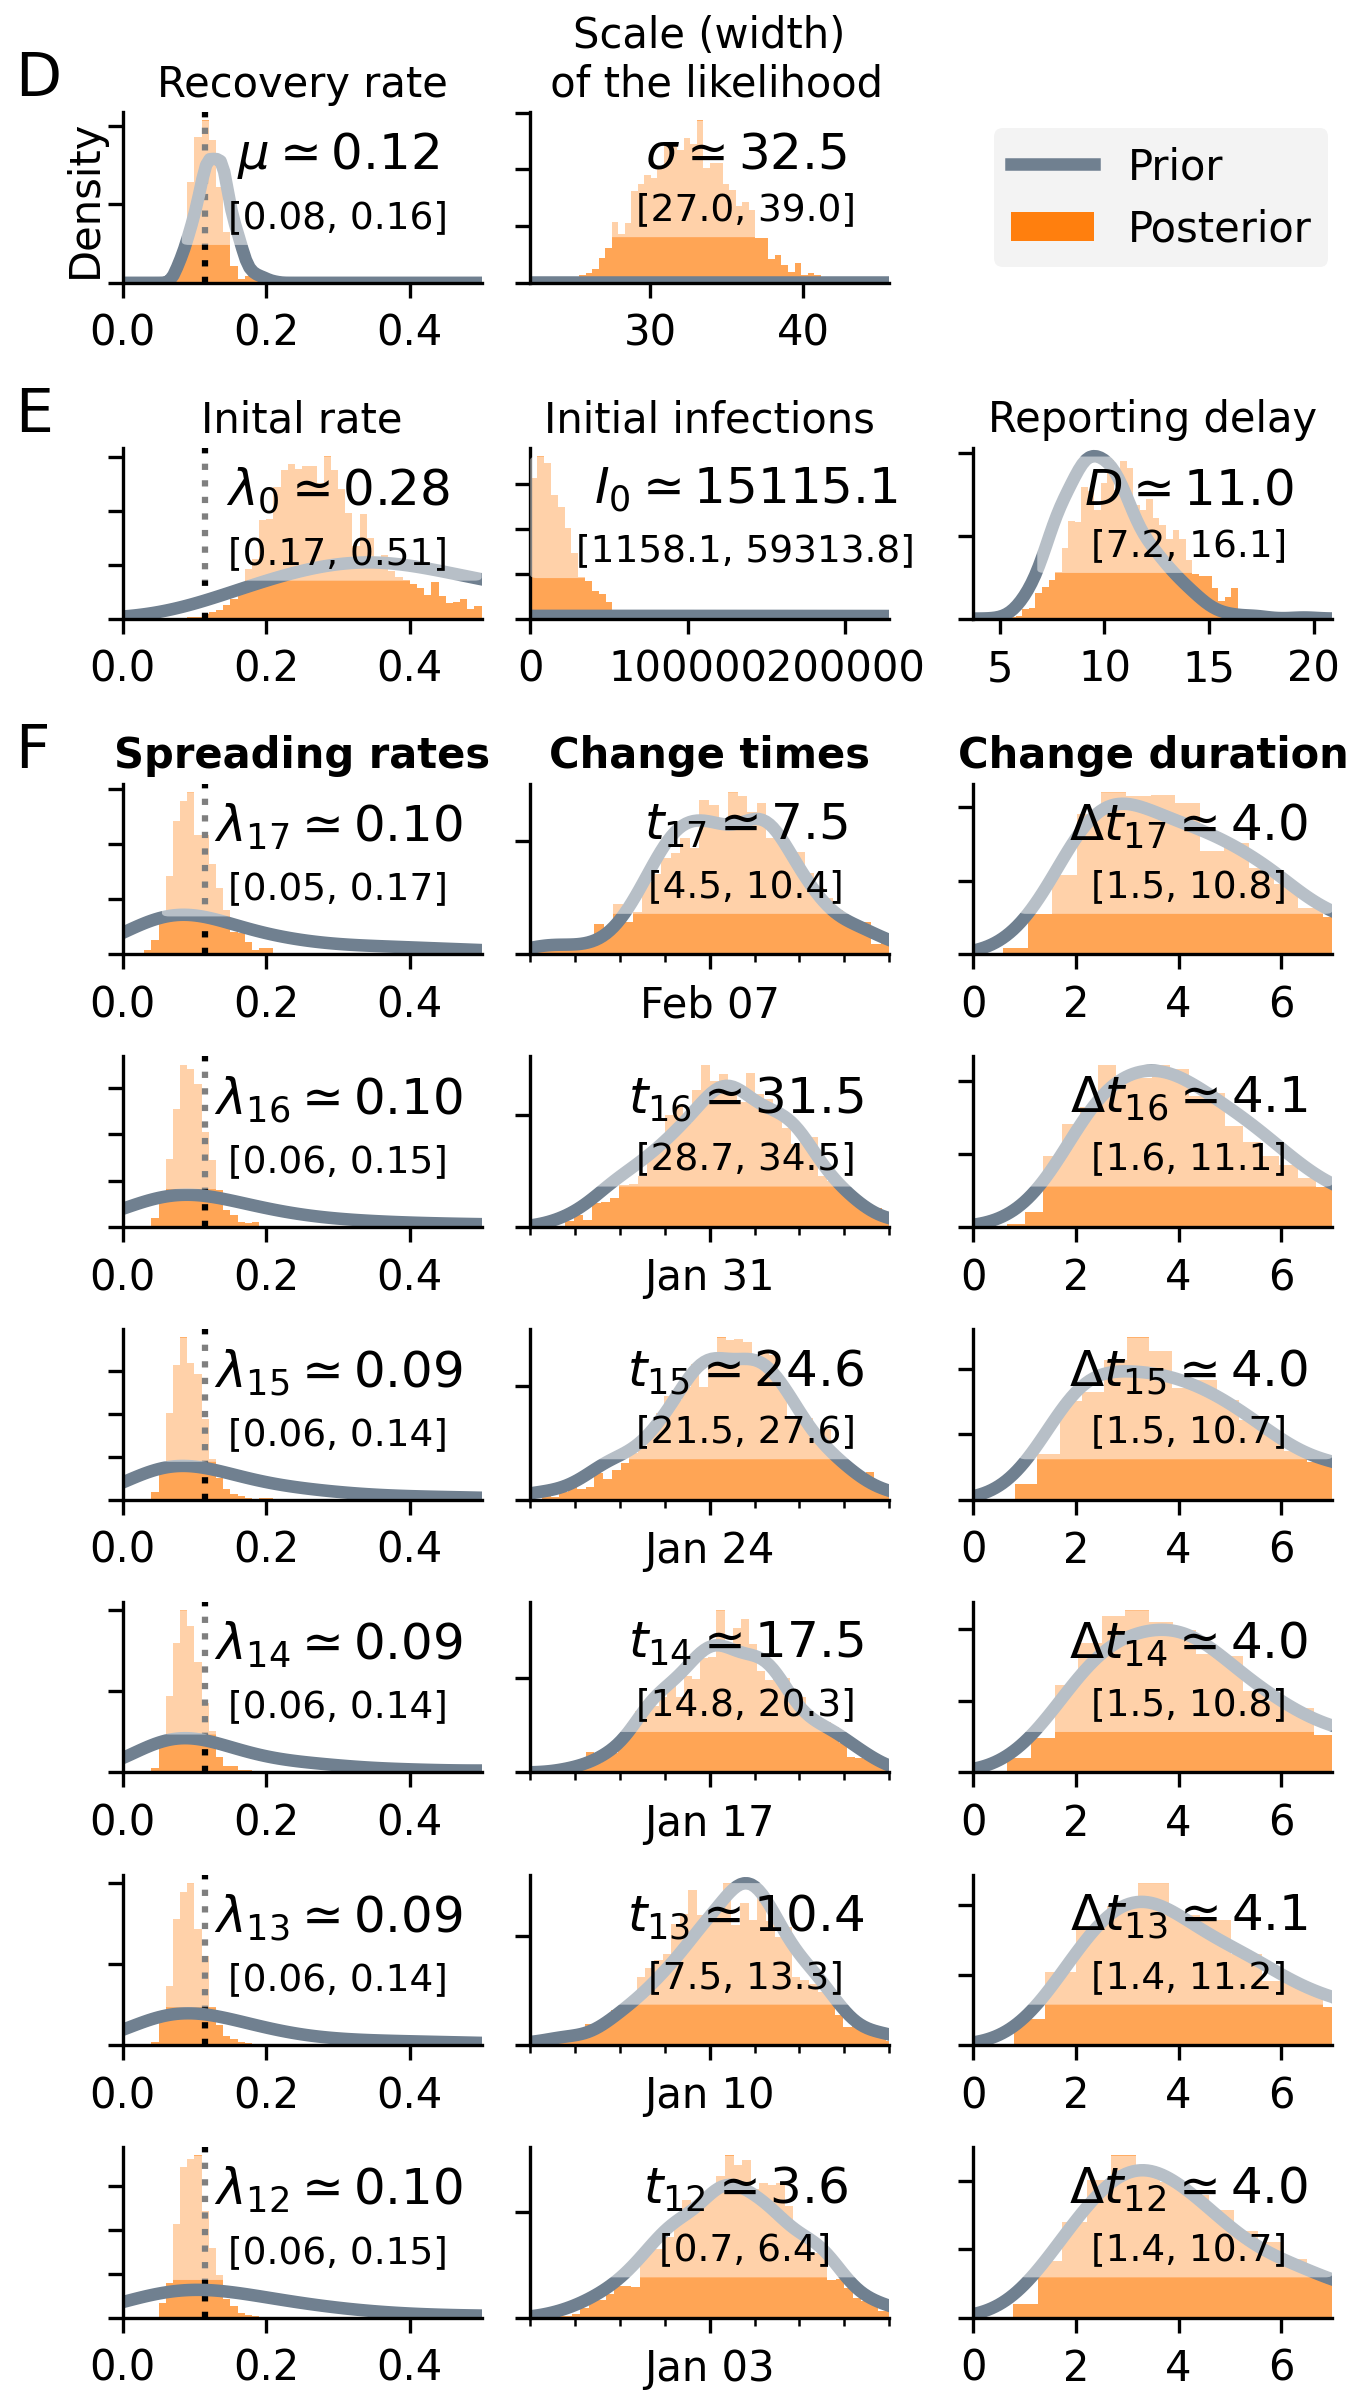 D
Recovery rate
Scale (width)
of the likelihood
Density
μ ≃ 0.12
[0.08, 0.16]
σ ≃ 32.5
[27.0, 39.0]
Prior
Posterior
0.0 0.2 0.4
30 40
E
Inital rate
Initial infections
Reporting delay
λ₀ ≃ 0.28
[0.17, 0.51]
I₀ ≃ 15115.1
[1158.1, 59313.8]
D ≃ 11.0
[7.2, 16.1]
0.0 0.2 0.4
0 100000 200000
5 10 15 20
F
Spreading rates
Change times
Change duration
λ₁₇ ≃ 0.10
[0.05, 0.17]
t₁₇ ≃ 7.5
[4.5, 10.4]
Δt₁₇ ≃ 4.0
[1.5, 10.8]
0.0 0.2 0.4
Feb 07
0 2 4 6
λ₁₆ ≃ 0.10
[0.06, 0.15]
t₁₆ ≃ 31.5
[28.7, 34.5]
Δt₁₆ ≃ 4.1
[1.6, 11.1]
0.0 0.2 0.4
Jan 31
0 2 4 6
λ₁₅ ≃ 0.09
[0.06, 0.14]
t₁₅ ≃ 24.6
[21.5, 27.6]
Δt₁₅ ≃ 4.0
[1.5, 10.7]
0.0 0.2 0.4
Jan 24
0 2 4 6
λ₁₄ ≃ 0.09
[0.06, 0.14]
t₁₄ ≃ 17.5
[14.8, 20.3]
Δt₁₄ ≃ 4.0
[1.5, 10.8]
0.0 0.2 0.4
Jan 17
0 2 4 6
λ₁₃ ≃ 0.09
[0.06, 0.14]
t₁₃ ≃ 10.4
[7.5, 13.3]
Δt₁₃ ≃ 4.1
[1.4, 11.2]
0.0 0.2 0.4
Jan 10
0 2 4 6
λ₁₂ ≃ 0.10
[0.06, 0.15]
t₁₂ ≃ 3.6
[0.7, 6.4]
Δt₁₂ ≃ 4.0
[1.4, 10.7]
0.0 0.2 0.4
Jan 03
0 2 4 6